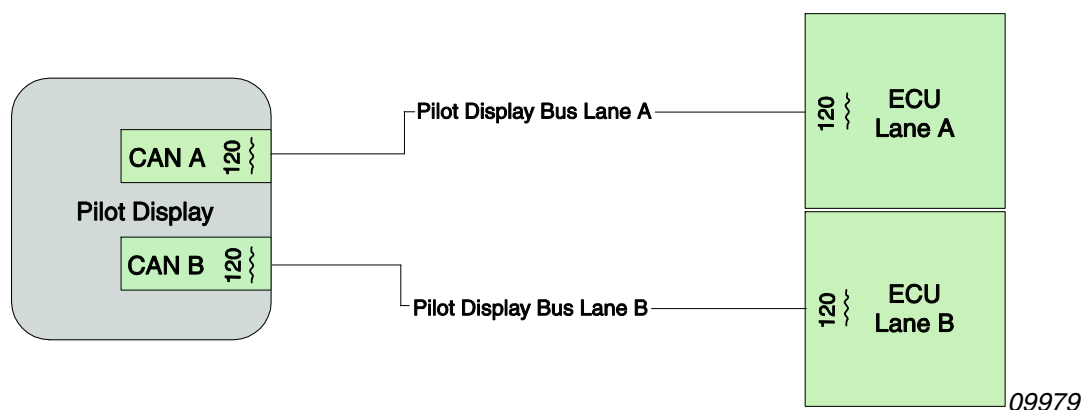 CAN A 120
Pilot Display
CAN B 120
Pilot Display Bus Lane A
Pilot Display Bus Lane B
120
ECU
Lane A
120
ECU
Lane B
09979